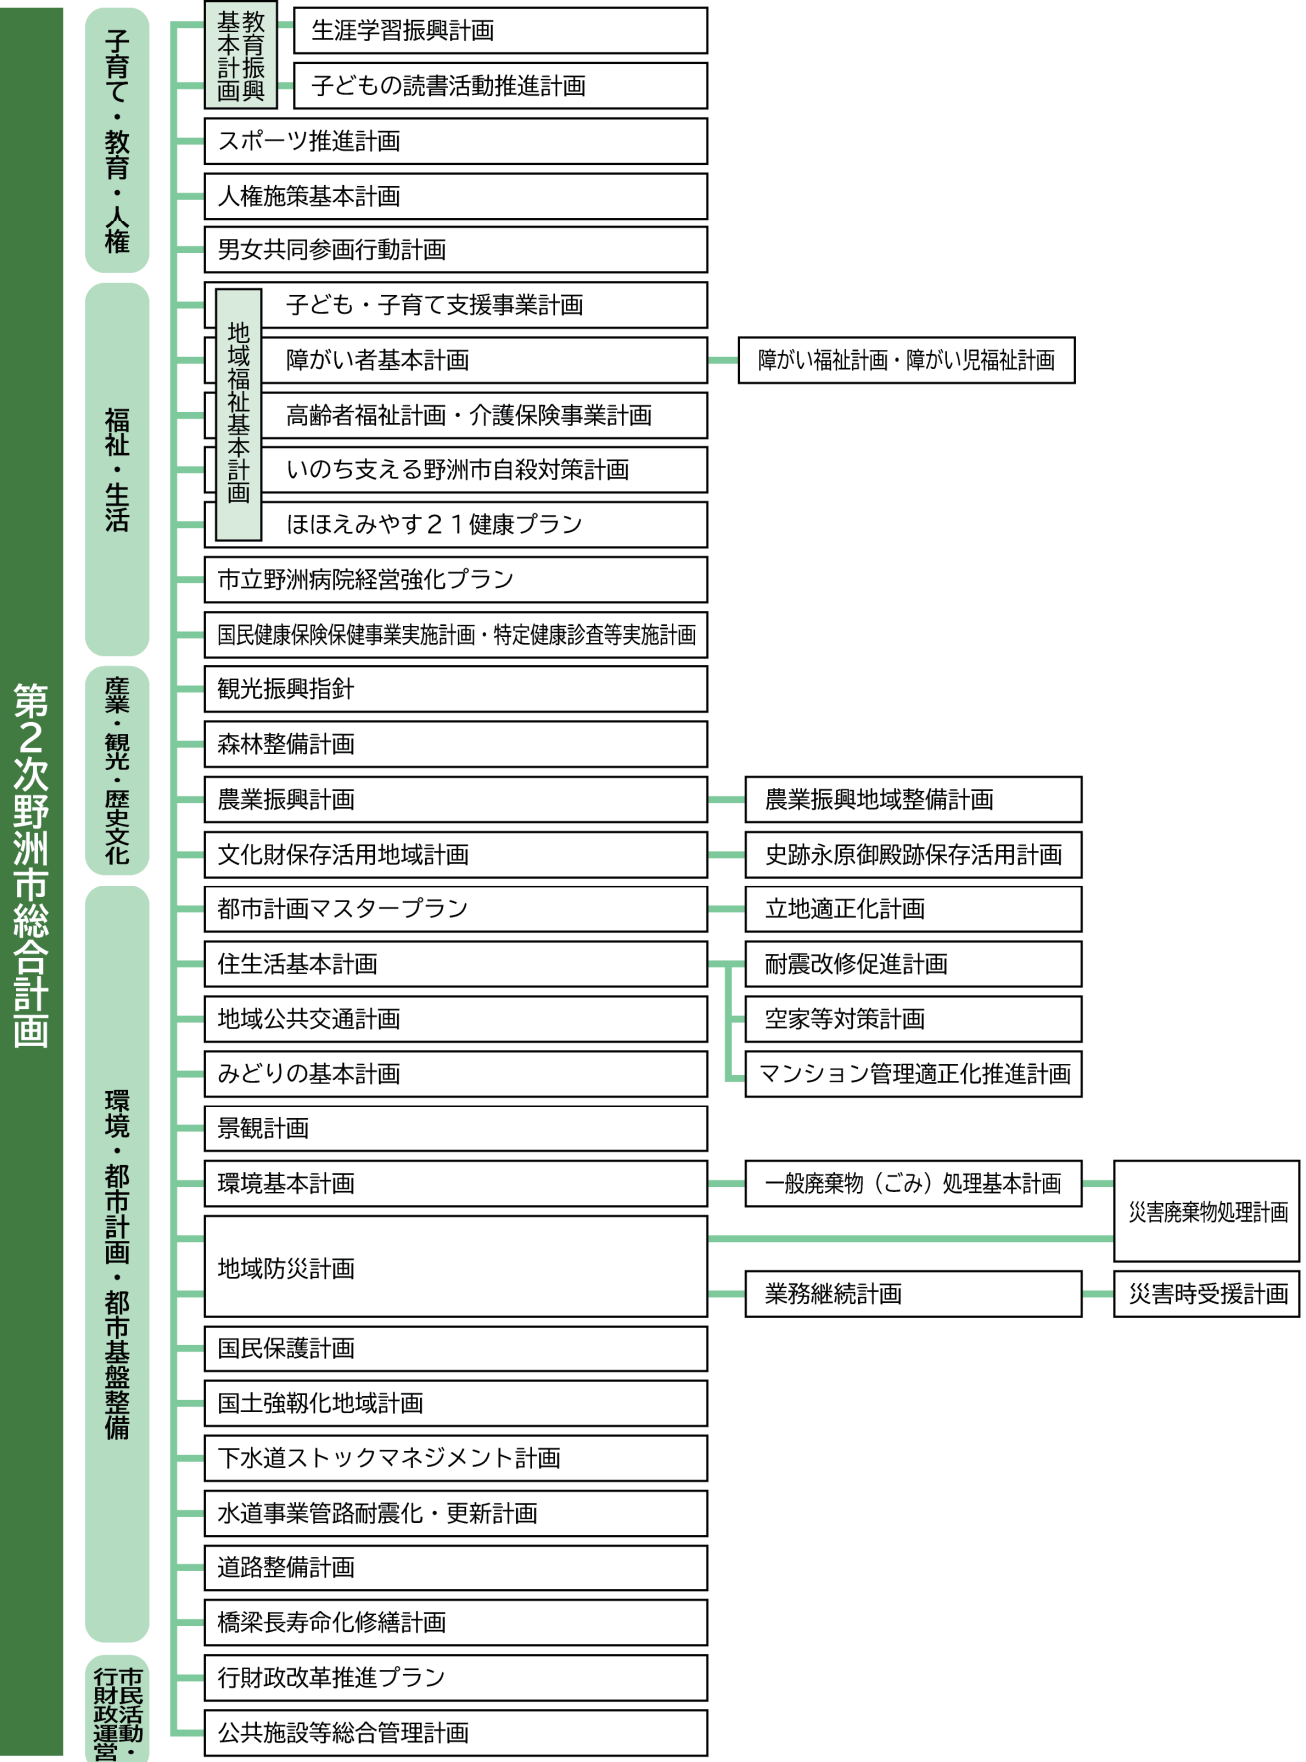 第２次野洲市総合計画
子育て・教育・人権
教育振興
基本計画
生涯学習振興計画
子どもの読書活動推進計画
スポーツ推進計画
人権施策基本計画
男女共同参画行動計画
福祉・生活
地域福祉基本計画
子ども・子育て支援事業計画
障がい者基本計画
障がい福祉計画・障がい児福祉計画
高齢者福祉計画・介護保険事業計画
いのち支える野洲市自殺対策計画
ほほえみやす２１健康プラン
市立野洲病院経営強化プラン
国民健康保険保健事業実施計画・特定健康診査等実施計画
産業・観光・歴史文化
観光振興指針
森林整備計画
農業振興計画
農業振興地域整備計画
文化財保存活用地域計画
史跡永原御殿跡保存活用計画
環境・都市計画・都市基盤整備
都市計画マスタープラン
立地適正化計画
住生活基本計画
耐震改修促進計画
地域公共交通計画
空家等対策計画
みどりの基本計画
マンション管理適正化推進計画
景観計画
環境基本計画
一般廃棄物（ごみ）処理基本計画
災害廃棄物処理計画
地域防災計画
業務継続計画
災害時受援計画
国民保護計画
国土強靱化地域計画
下水道ストックマネジメント計画
水道事業管路耐震化・更新計画
道路整備計画
橋梁長寿命化修繕計画
市民活動・
行財政運営
行財政改革推進プラン
公共施設等総合管理計画